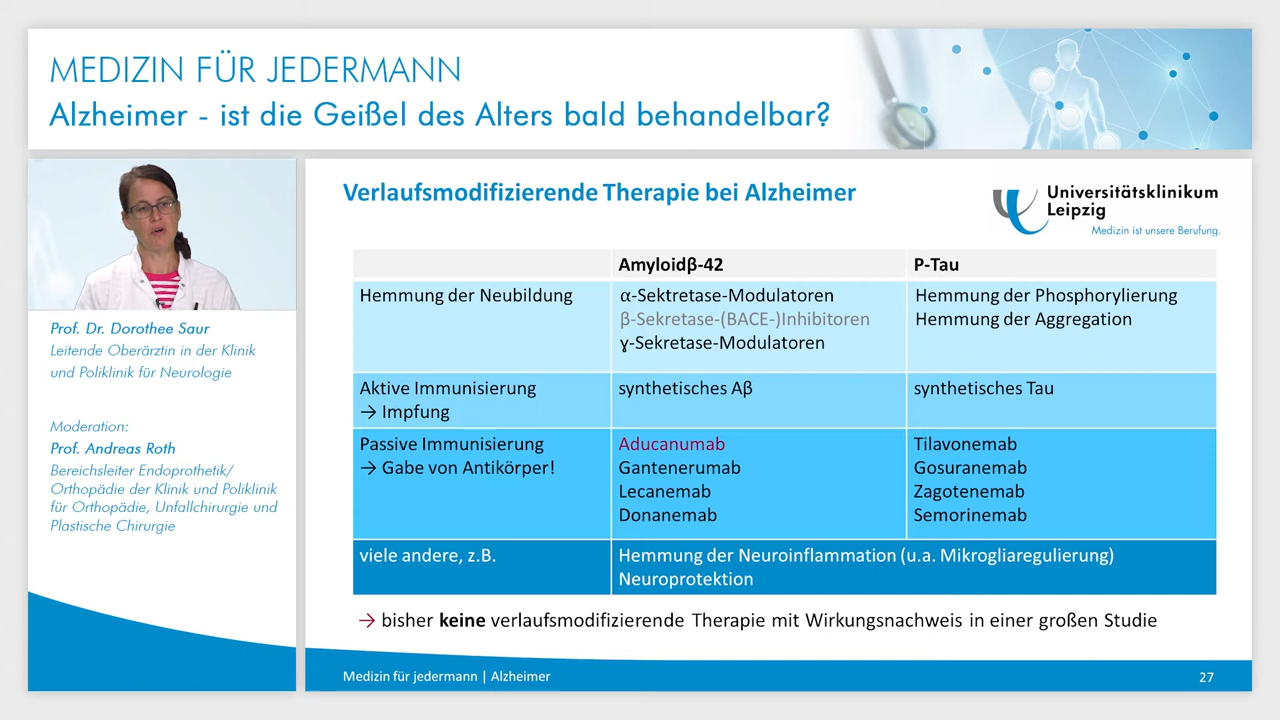 MEDIZIN FÜR JEDERMANN
Alzheimer - ist die Geißel des Alters bald behandelbar?
Prof. Dr. Dorothee Saur
Leitende Oberärztin in der Klinik
und Poliklinik für Neurologie
Moderation:
Prof. Andreas Roth
Bereichsleiter Endoprothetik/
Orthopädie der Klinik und Poliklinik
für Orthopädie, Unfallchirurgie und
Plastische Chirurgie
Verlaufsmodifizierende Therapie bei Alzheimer
Universitätsklinikum
Leipzig
Medizin ist unsere Berufung.
Amyloidβ-42
P-Tau
Hemmung der Neubildung
α-Sektretase-Modulatoren
β-Sekretase-(BACE-)Inhibitoren
ɣ-Sekretase-Modulatoren
Hemmung der Phosphorylierung
Hemmung der Aggregation
Aktive Immunisierung
→ Impfung
synthetisches Aβ
synthetisches Tau
Passive Immunisierung
→ Gabe von Antikörper!
Aducanumab
Gantenerumab
Lecanemab
Donanemab
Tilavonemab
Gosuranemab
Zagotenemab
Semorinemab
viele andere, z.B.
Hemmung der Neuroinflammation (u.a. Mikrogliaregulierung)
Neuroprotektion
→ bisher keine verlaufsmodifizierende Therapie mit Wirkungsnachweis in einer großen Studie
Medizin für jedermann | Alzheimer
27